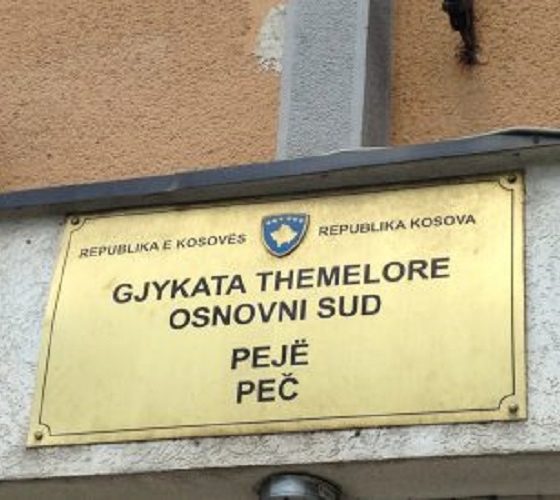 REPUBLIKA E KOSOVËS REPUBLIKA KOSOVA
GJYKATA THEMELORE
OSNOVNI SUD
PEJË
PEČ